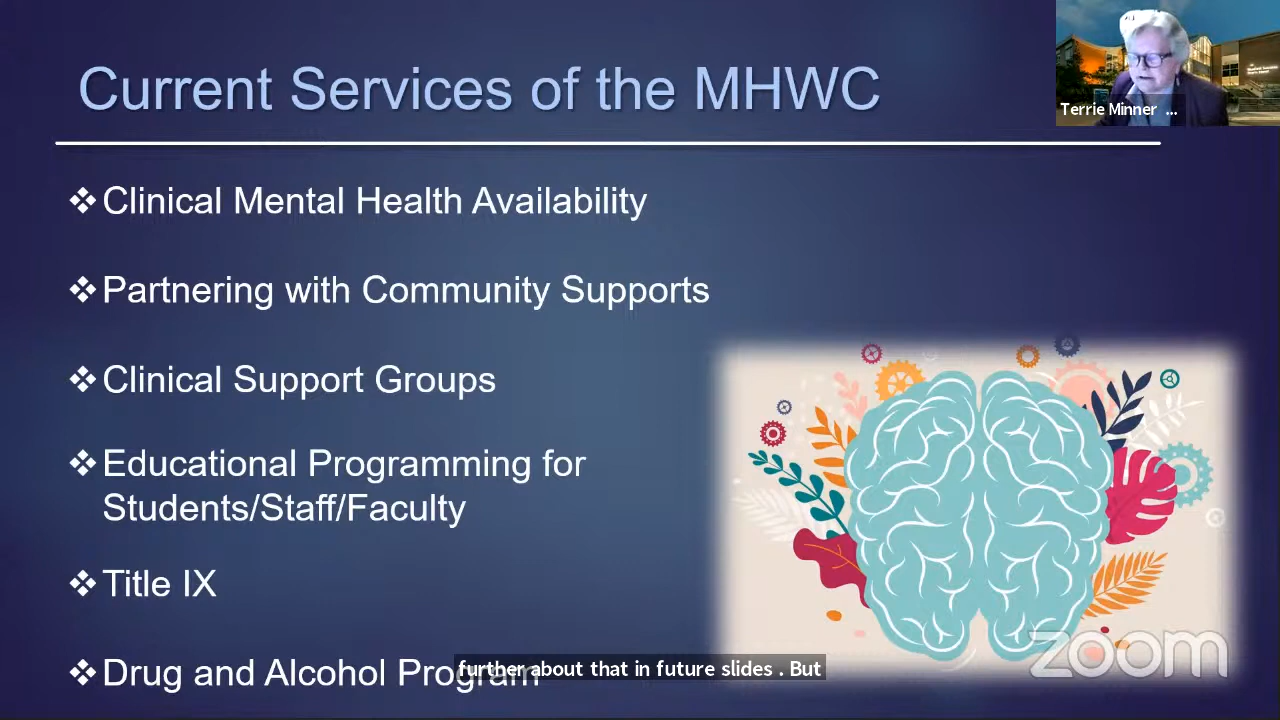 Current Services of the MHWC
Terrie Minner ...
❖ Clinical Mental Health Availability
❖ Partnering with Community Supports
❖ Clinical Support Groups
❖ Educational Programming for
Students/Staff/Faculty
❖ Title IX
❖ Drug and Alcohol Program
further about that in future slides . But
zoom